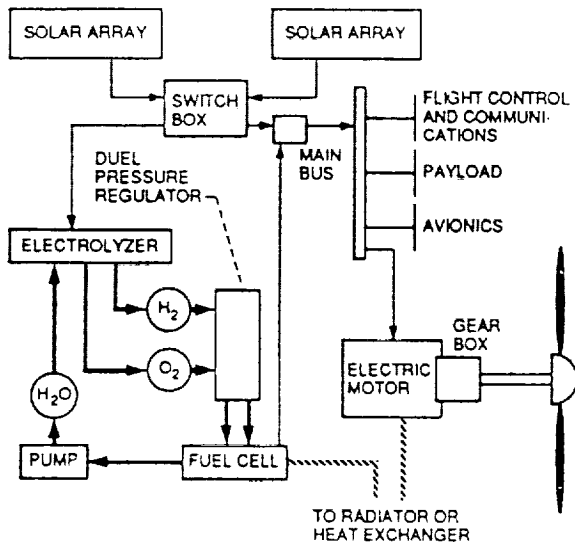 SOLAR ARRAY
SOLAR ARRAY
SWITCH
BOX
FLIGHT CONTROL
AND COMMUNI-
CATIONS
MAIN
BUS
DUEL
PRESSURE
REGULATOR
PAYLOAD
AVIONICS
ELECTROLYZER
H2
O2
H2O
GEAR
BOX
ELECTRIC
MOTOR
PUMP
FUEL CELL
TO RADIATOR OR
HEAT EXCHANGER